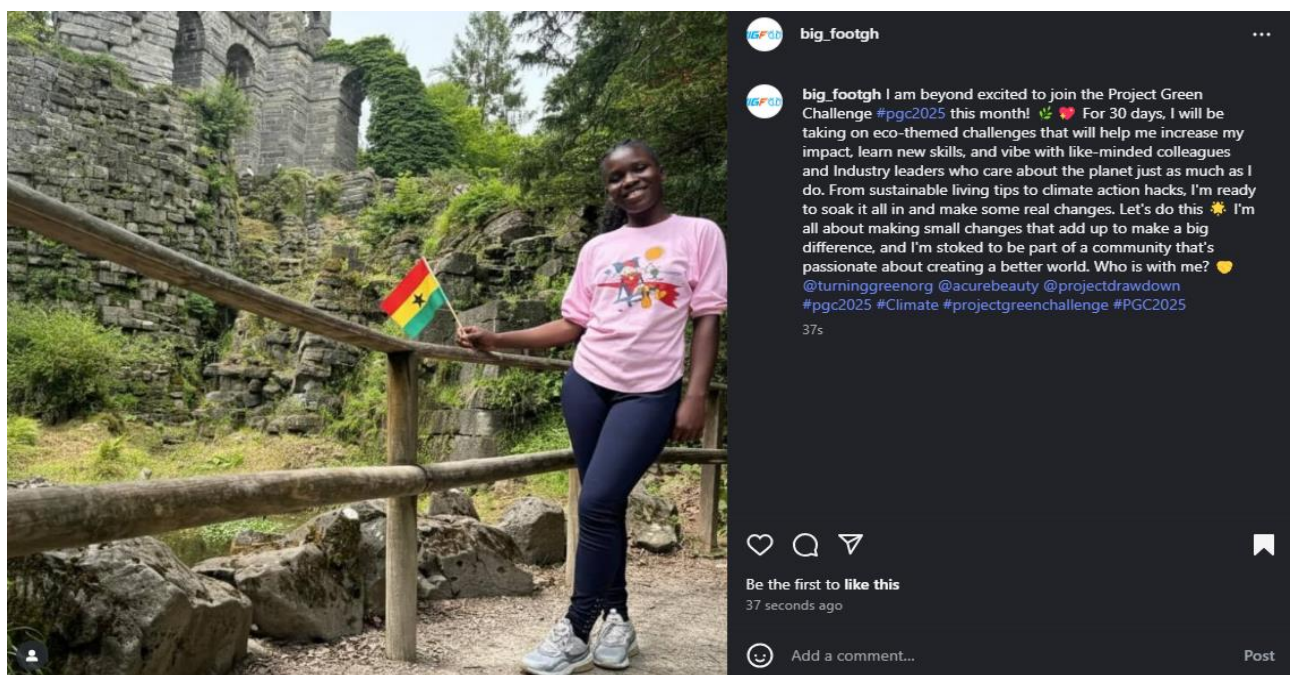 big_footgh
big_footgh I am beyond excited to join the Project Green
Challenge #pgc2025 this month! 🌿 💖 For 30 days, I will be
taking on eco-themed challenges that will help me increase my
impact, learn new skills, and vibe with like-minded colleagues
and Industry leaders who care about the planet just as much as I
do. From sustainable living tips to climate action hacks, I'm ready
to soak it all in and make some real changes. Let's do this 🌟 I'm
all about making small changes that add up to make a big
difference, and I'm stoked to be part of a community that's
passionate about creating a better world. Who is with me? 🤛
@turninggreenorg @acurebeauty @projectdrawdown
#pgc2025 #Climate #projectgreenchallenge #PGC2025
37s
Be the first to like this
37 seconds ago
Add a comment...
Post